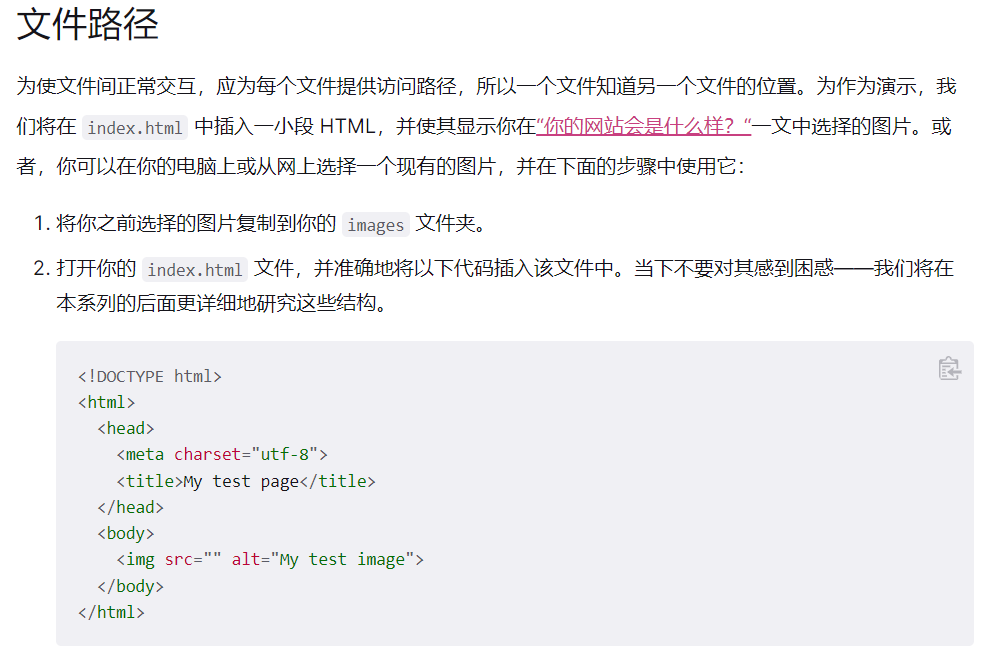 文件路径
为使文件间正常交互，应为每个文件提供访问路径，所以一个文件知道另一个文件的位置。为作为演示，我
们将在 index.html 中插入一小段 HTML，并使其显示你在“你的网站会是什么样？“一文中选择的图片。或
者，你可以在你的电脑上或从网上选择一个现有的图片，并在下面的步骤中使用它：
1. 将你之前选择的图片复制到你的 images 文件夹。
2. 打开你的 index.html 文件，并准确地将以下代码插入该文件中。当下不要对其感到困惑——我们将在
本系列的后面更详细地研究这些结构。
<!DOCTYPE html>
<html>
  <head>
    <meta charset="utf-8">
    <title>My test page</title>
  </head>
  <body>
    <img src="" alt="My test image">
  </body>
</html>